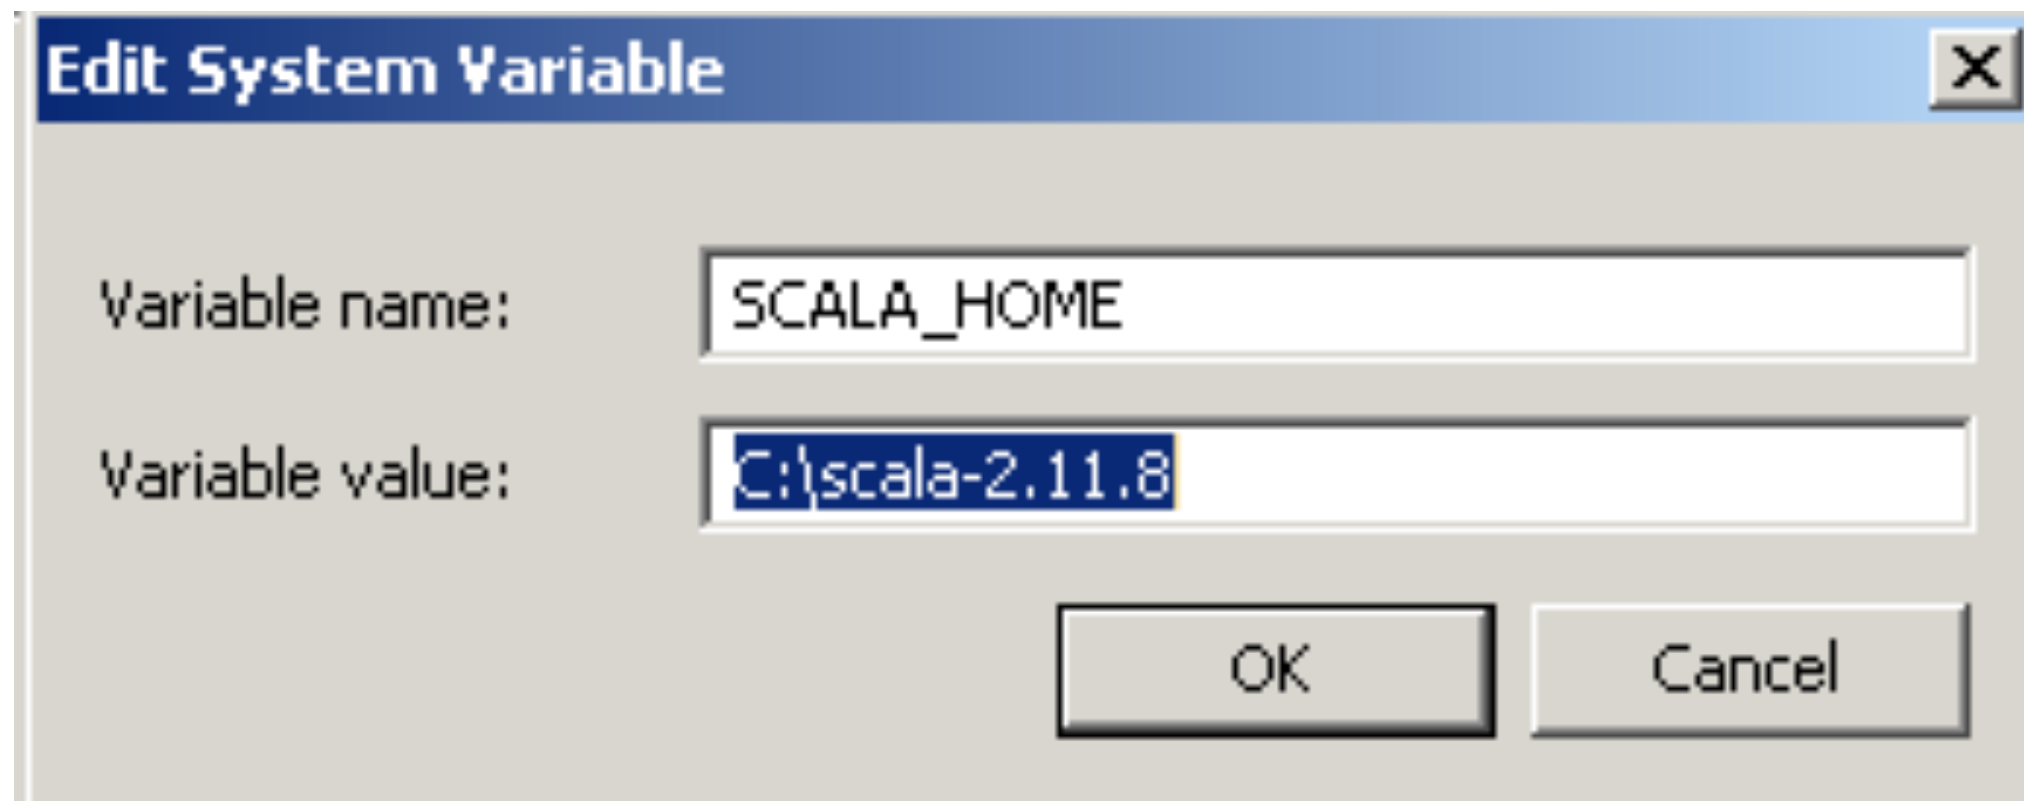 Edit System Variable
Variable name: SCALA_HOME
Variable value: C:\scala-2.11.8
OK Cancel